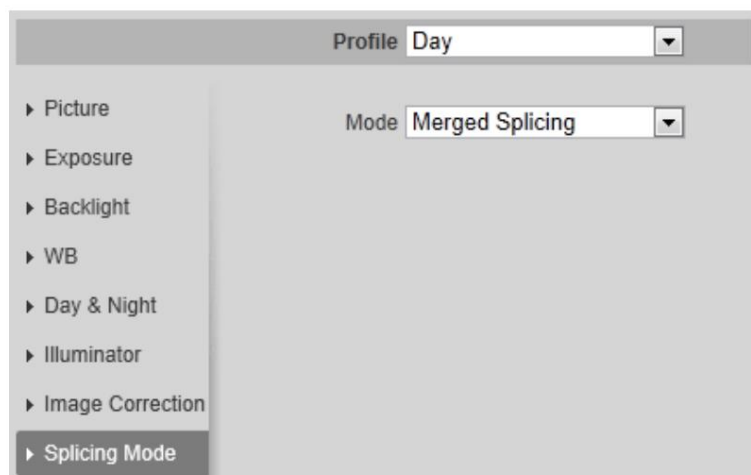 Profile Day
Picture
Mode Merged Splicing
Exposure
Backlight
WB
Day & Night
Illuminator
Image Correction
Splicing Mode